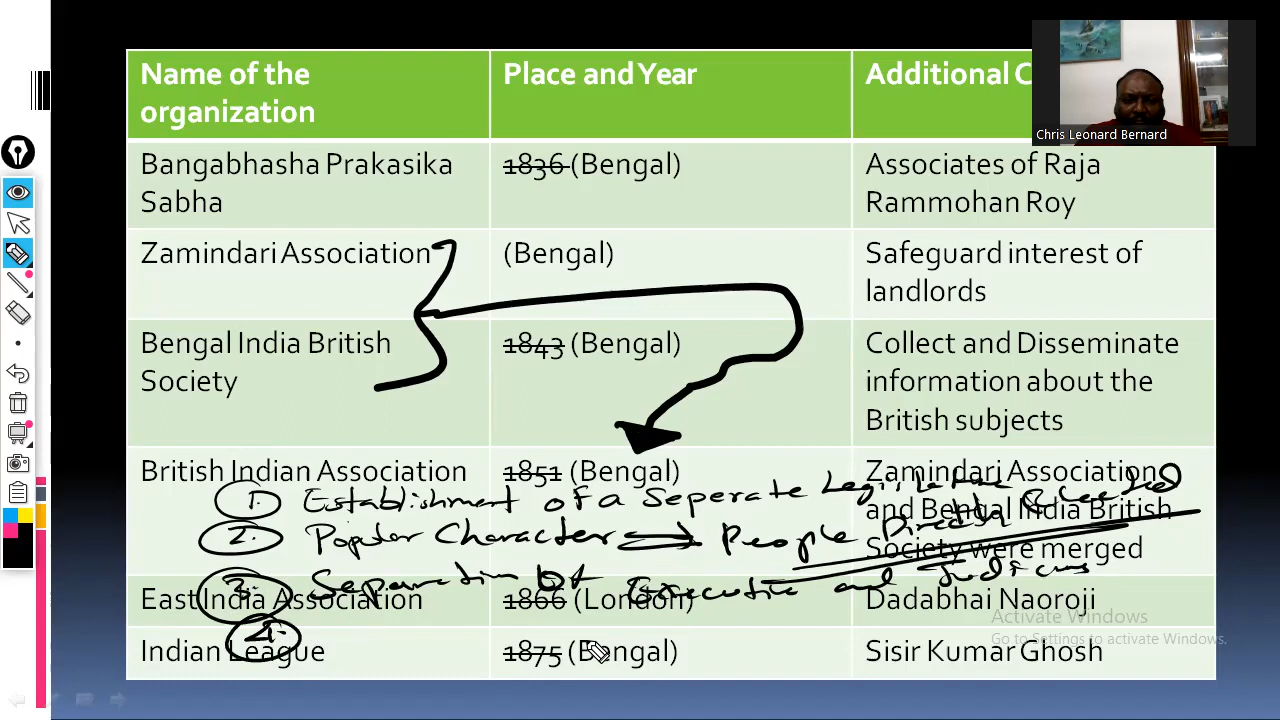 Name of the organization
Place and Year
Additional C
Chris Leonard Bernard
Bangabhasha Prakasika Sabha
1836 (Bengal)
Associates of Raja Rammohan Roy
Zamindari Association
(Bengal)
Safeguard interest of landlords
Bengal India British Society
1843 (Bengal)
Collect and Disseminate information about the British subjects
British Indian Association
1851 (Bengal)
Zamindari Association and Bengal India British Society were merged
1. Establishment of a Seperate Legislature
2. Popular Character People Directly Elected
3. Separation of Executive and
4.
East India Association
1866 (London)
Dadabhai Naoroji
Indian League
1875 (Bengal)
Sisir Kumar Ghosh
Activate Windows
Go to Settings to activate Windows.